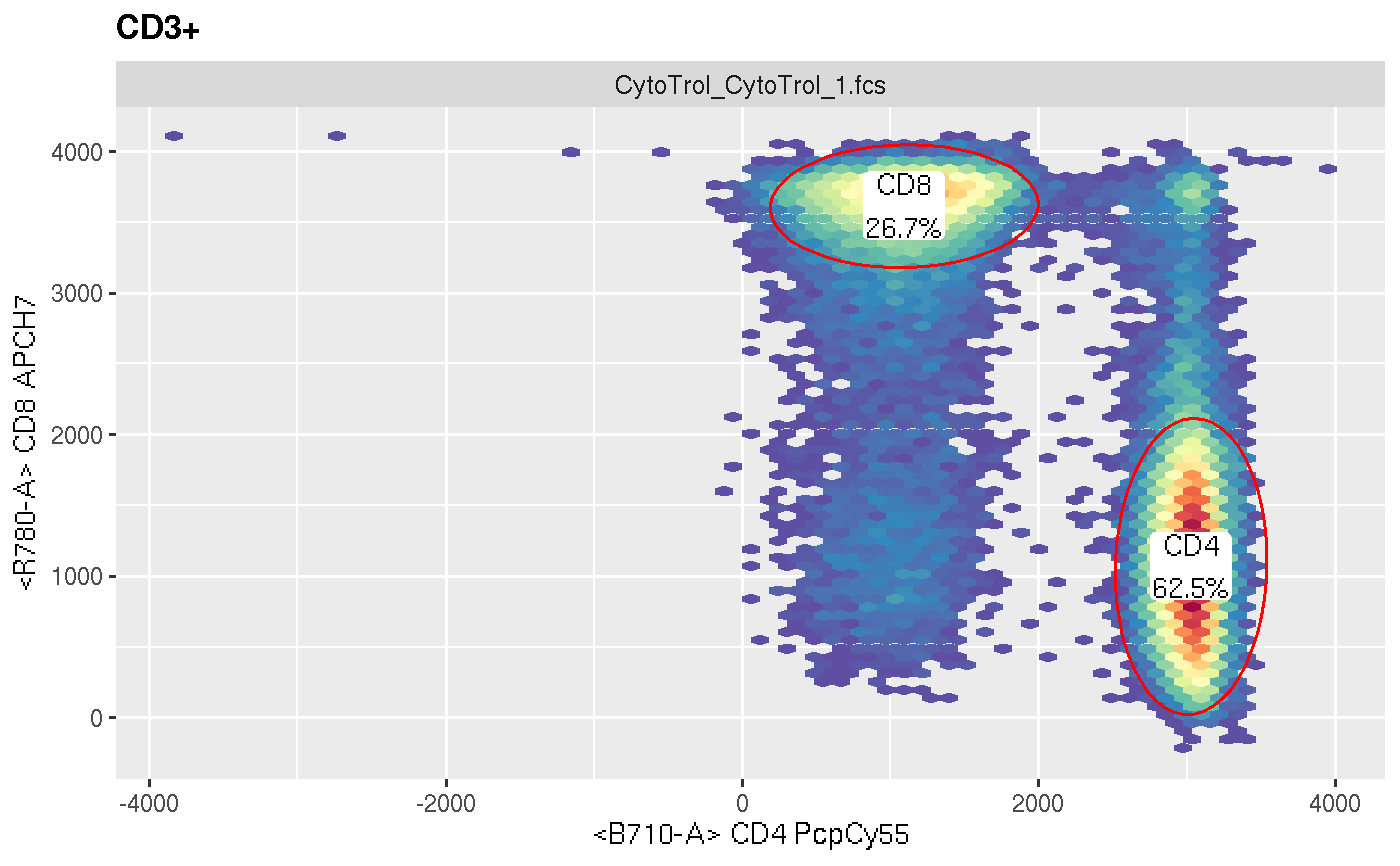 CD3+
CytoTrol_CytoTrol_1.fcs
<R780-A> CD8 APCH7
4000
3000
2000
1000
0
CD8
26.7%
CD4
62.5%
-4000
-2000
0
2000
4000
<B710-A> CD4 PcpCy55